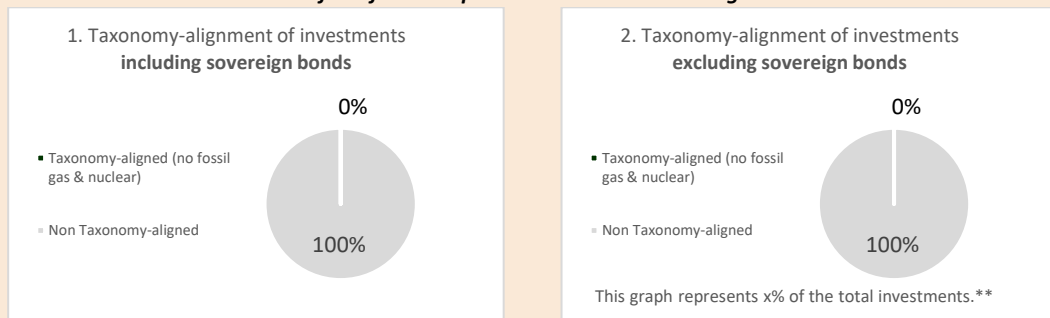 1. Taxonomy-alignment of investments
including sovereign bonds
0%
Taxonomy-aligned (no fossil
gas & nuclear)
Non Taxonomy-aligned
100%
2. Taxonomy-alignment of investments
excluding sovereign bonds
0%
Taxonomy-aligned (no fossil
gas & nuclear)
Non Taxonomy-aligned
100%
This graph represents x% of the total investments.**